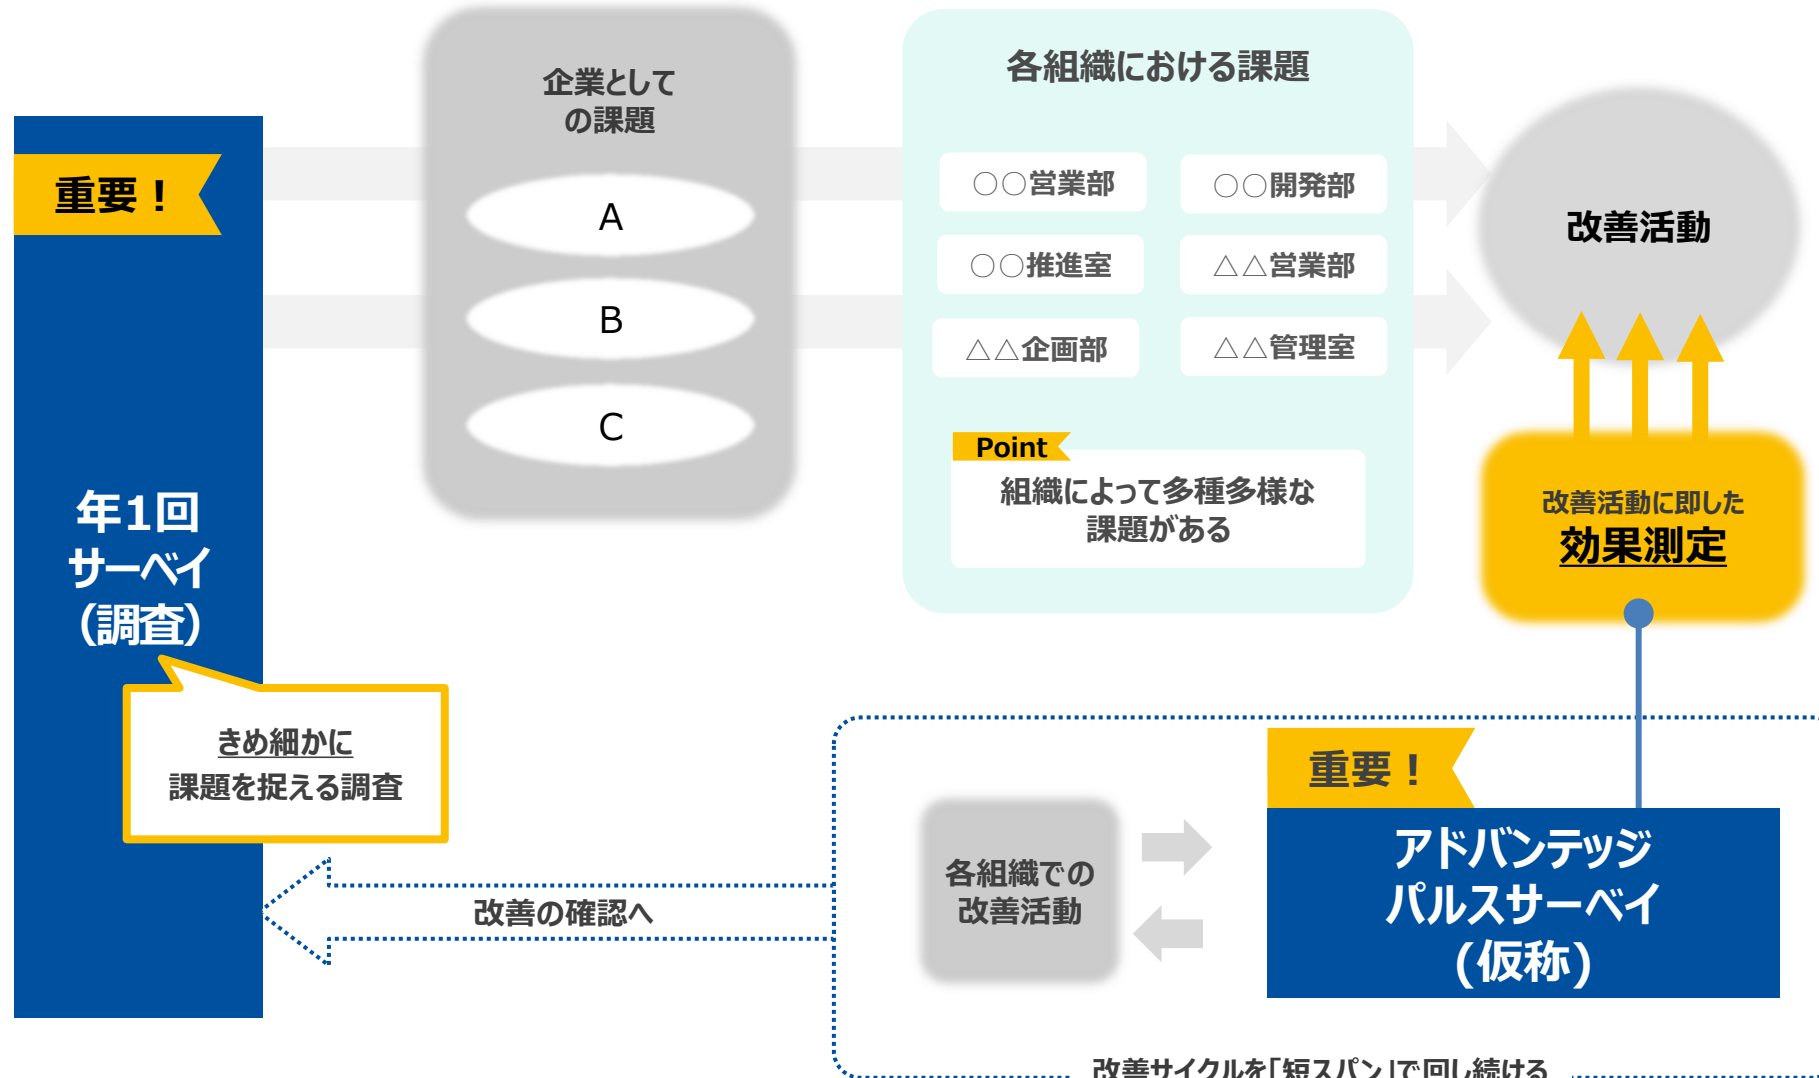 重要！
年1回
サーベイ
（調査）
きめ細かに
課題を捉える調査
企業として
の課題
A
B
C
各組織における課題
○○営業部
○○開発部
○○推進室
△△営業部
△△企画部
△△管理室
Point
組織によって多種多様な
課題がある
改善活動
改善活動に即した
効果測定
重要！
アドバンテッジ
パルスサーベイ
(仮称)
各組織での
改善活動
改善の確認へ
改善サイクルを「短スパン」で回し続ける